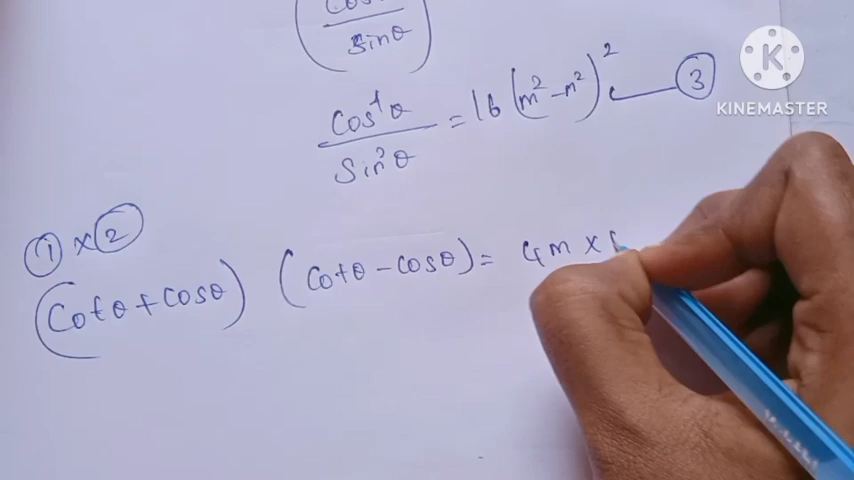 Sinθ
Cos⁴θ / Sin²θ = 16 (m² - n²)² ③
KINEMASTER
① × ②
(Cotθ + Cosθ) (Cotθ - Cosθ) = 4m ×